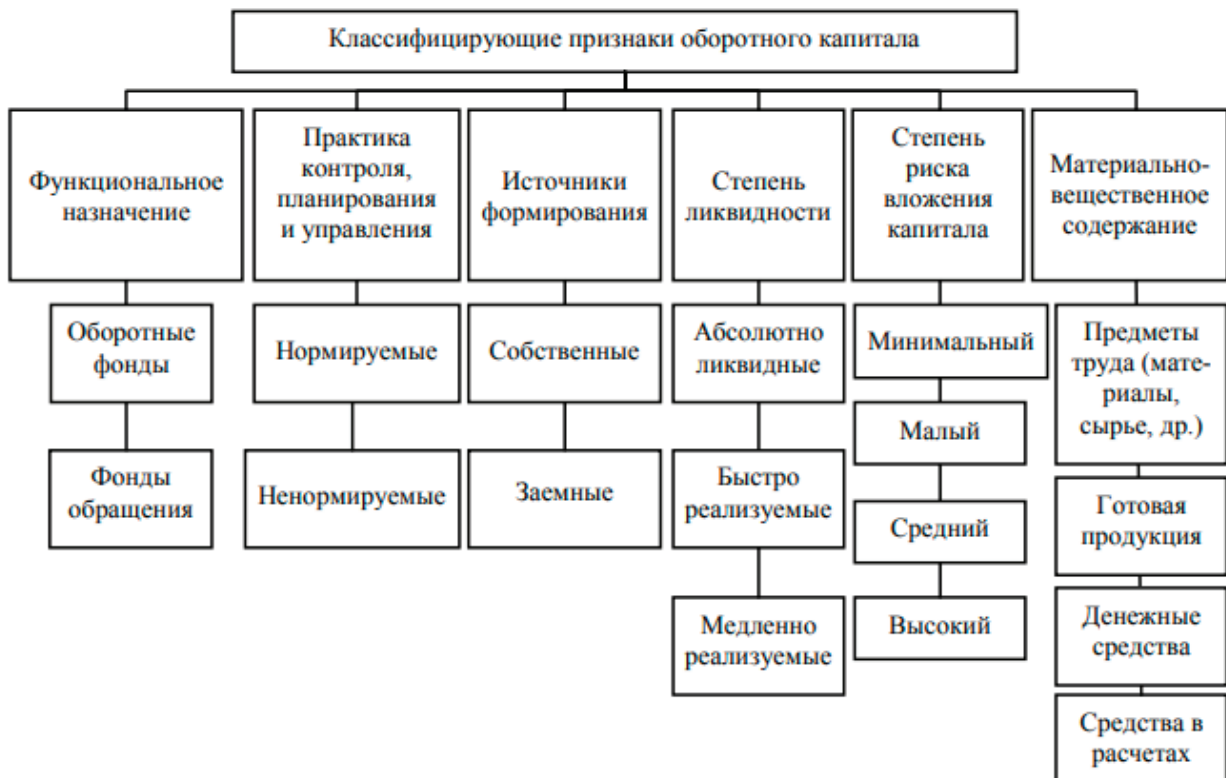 Классифицирующие признаки оборотного капитала
Функциональное
назначение
Практика
контроля,
планирования
и управления
Источники
формирования
Степень
ликвидности
Степень
риска
вложения
капитала
Материально-
вещественное
содержание
Оборотные
фонды
Нормируемые
Собственные
Абсолютно
ликвидные
Минимальный
Предметы
труда (мате-
риалы,
сырье, др.)
Малый
Фонды
обращения
Ненормируемые
Заемные
Быстро
реализуемые
Средний
Готовая
продукция
Медленно
реализуемые
Высокий
Денежные
средства
Средства в
расчетах